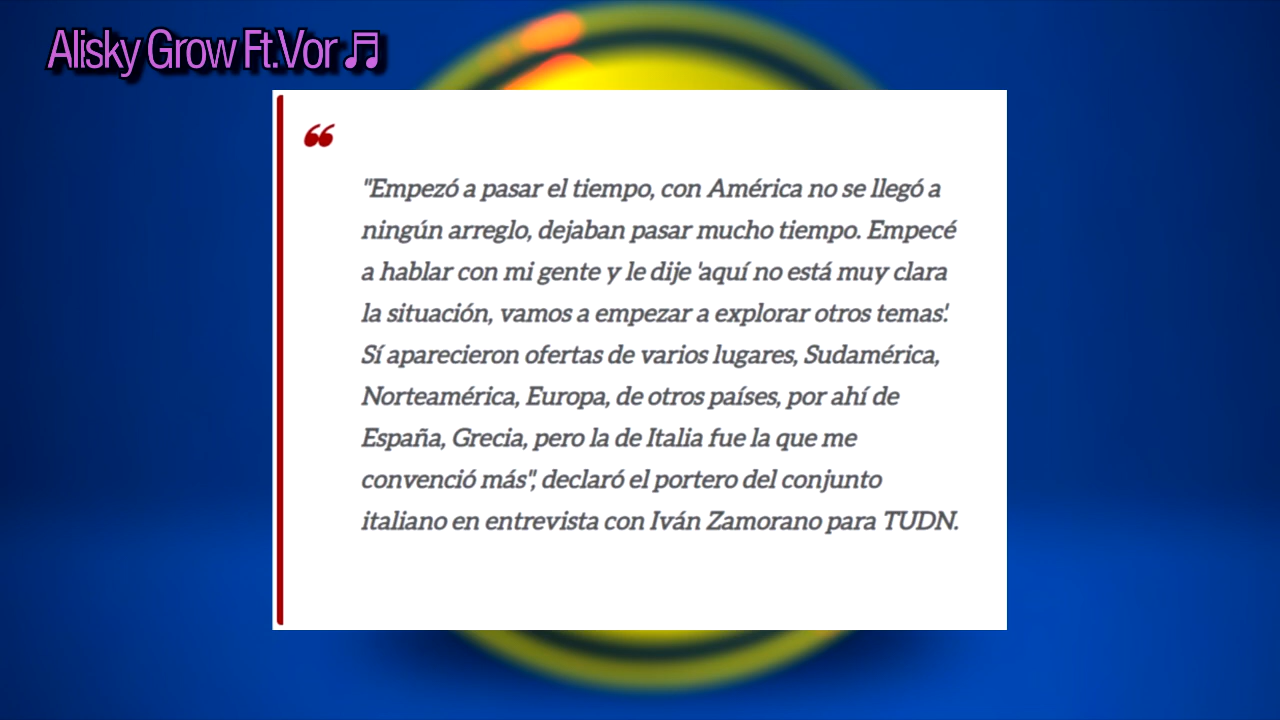 Alisky Grow Ft.Vor 🎵
❝
"Empezó a pasar el tiempo, con América no se llegó a
ningún arreglo, dejaban pasar mucho tiempo. Empecé
a hablar con mi gente y le dije 'aquí no está muy clara
la situación, vamos a empezar a explorar otros temas'.
Sí aparecieron ofertas de varios lugares, Sudamérica,
Norteamérica, Europa, de otros países, por ahí de
España, Grecia, pero la de Italia fue la que me
convenció más", declaró el portero del conjunto
italiano en entrevista con Iván Zamorano para TUDN.